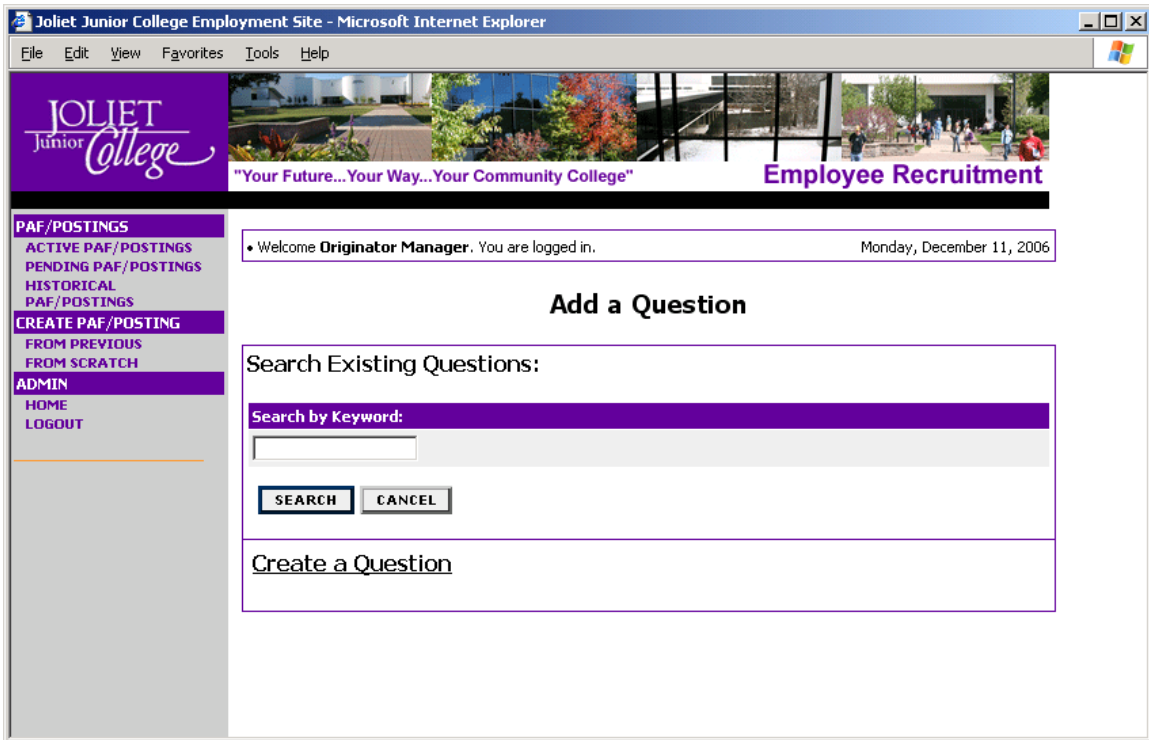 Joliet Junior College Employment Site - Microsoft Internet Explorer
File Edit View Favorites Tools Help
JOLIET
Junior College
"Your Future...Your Way...Your Community College"
Employee Recruitment
PAF/POSTINGS
ACTIVE PAF/POSTINGS
PENDING PAF/POSTINGS
HISTORICAL
PAF/POSTINGS
CREATE PAF/POSTING
FROM PREVIOUS
FROM SCRATCH
ADMIN
HOME
LOGOUT
• Welcome Originator Manager. You are logged in. Monday, December 11, 2006
Add a Question
Search Existing Questions:
Search by Keyword:
SEARCH CANCEL
Create a Question